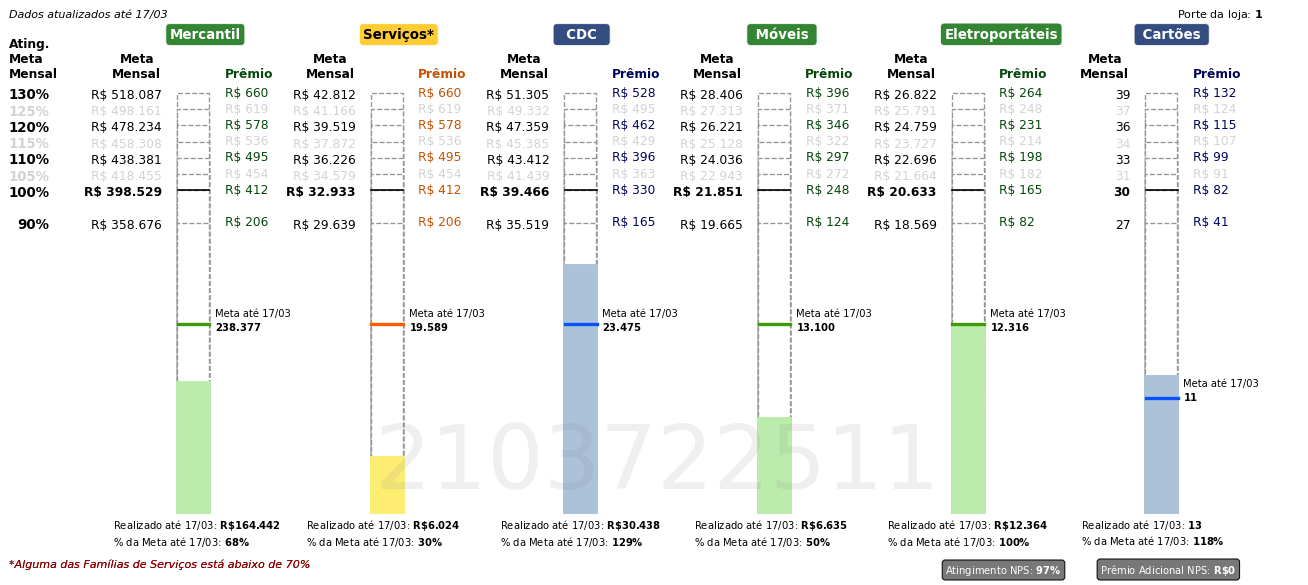 Dados atualizados até 17/03 Porte da loja: 1
Mercantil Serviços* CDC Móveis Eletroportáteis Cartões
Ating. Meta Mensal Meta Mensal Prêmio Meta Mensal Prêmio Meta Mensal Prêmio Meta Mensal Prêmio Meta Mensal Prêmio Meta Mensal Prêmio
130% R$ 518.087 R$ 660 R$ 42.812 R$ 660 R$ 51.305 R$ 528 R$ 28.406 R$ 396 R$ 26.822 R$ 264 39 R$ 132
125% R$ 498.161 R$ 619 R$ 41.166 R$ 619 R$ 49.332 R$ 495 R$ 27.313 R$ 371 R$ 25.791 R$ 248 37 R$ 124
120% R$ 478.234 R$ 578 R$ 39.519 R$ 578 R$ 47.359 R$ 462 R$ 26.221 R$ 346 R$ 24.759 R$ 231 36 R$ 115
115% R$ 458.308 R$ 536 R$ 37.872 R$ 536 R$ 45.385 R$ 429 R$ 25.128 R$ 322 R$ 23.727 R$ 214 34 R$ 107
110% R$ 438.381 R$ 495 R$ 36.226 R$ 495 R$ 43.412 R$ 396 R$ 24.036 R$ 297 R$ 22.696 R$ 198 33 R$ 99
105% R$ 418.455 R$ 454 R$ 34.579 R$ 454 R$ 41.439 R$ 363 R$ 22.943 R$ 272 R$ 21.664 R$ 182 31 R$ 91
100% R$ 398.529 R$ 412 R$ 32.933 R$ 412 R$ 39.466 R$ 330 R$ 21.851 R$ 248 R$ 20.633 R$ 165 30 R$ 82
90% R$ 358.676 R$ 206 R$ 29.639 R$ 206 R$ 35.519 R$ 165 R$ 19.665 R$ 124 R$ 18.569 R$ 82 27 R$ 41
Meta até 17/03 Meta até 17/03 Meta até 17/03 Meta até 17/03 Meta até 17/03
238.377 19.589 23.475 13.100 12.316
Meta até 17/03
11
2103722511
Realizado até 17/03: R$164.442 Realizado até 17/03: R$6.024 Realizado até 17/03: R$30.438 Realizado até 17/03: R$6.635 Realizado até 17/03: R$12.364 Realizado até 17/03: 13
% da Meta até 17/03: 68% % da Meta até 17/03: 30% % da Meta até 17/03: 129% % da Meta até 17/03: 50% % da Meta até 17/03: 100% % da Meta até 17/03: 118%
*Alguma das Famílias de Serviços está abaixo de 70% Atingimento NPS: 97% Prêmio Adicional NPS: R$0